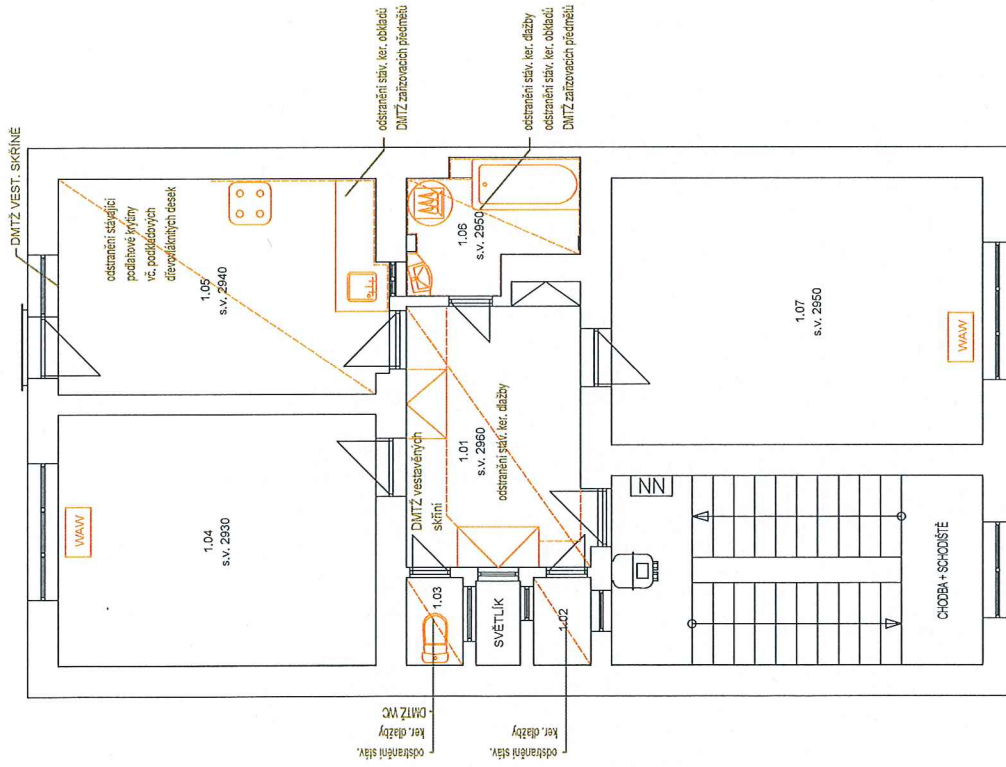 DMTŽ VEST. SKŘÍNĚ
odstranění stávající
podlahové krytiny
vč. podkladových
dřevovláknitých desek
1.05
s.v. 2940
odstranění stáv. ker. obkladů
DMTŽ zařizovacích předmětů
odstranění stáv. ker. dlažby
odstranění stáv. ker. obkladů
DMTŽ zařizovacích předmětů
1.06
s.v. 2950
WAW
1.04
s.v. 2930
DMTŽ vestavěných
skříní
1.01
s.v. 2960
odstranění stáv. ker. dlažby
1.07
s.v. 2950
WAW
1.03
SVĚTLÍK
1.02
NN
CHODBA + SCHODIŠTĚ
odstranění stáv.
ker. dlažby
DMTŽ WC
odstranění stáv.
ker. dlažby